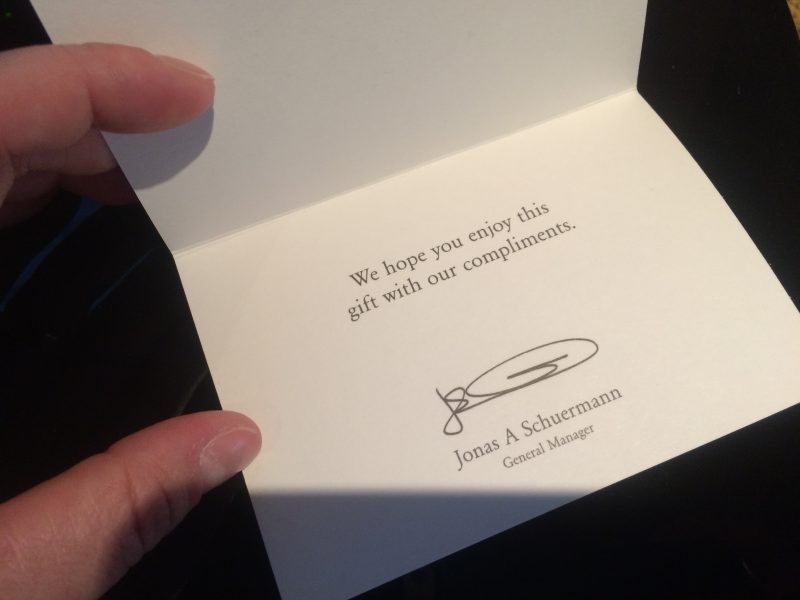 We hope you enjoy this
gift with our compliments.
Jonas A Schuermann
General Manager